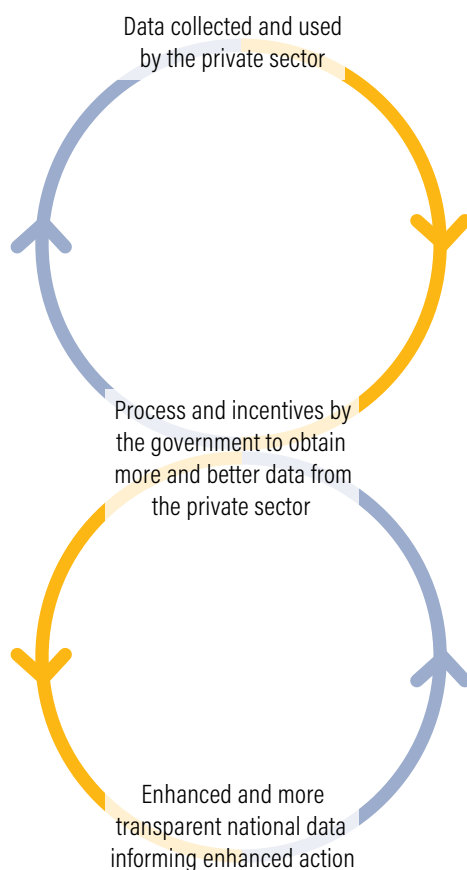 Data collected and used
by the private sector
Process and incentives by
the government to obtain
more and better data from
the private sector
Enhanced and more
transparent national data
informing enhanced action